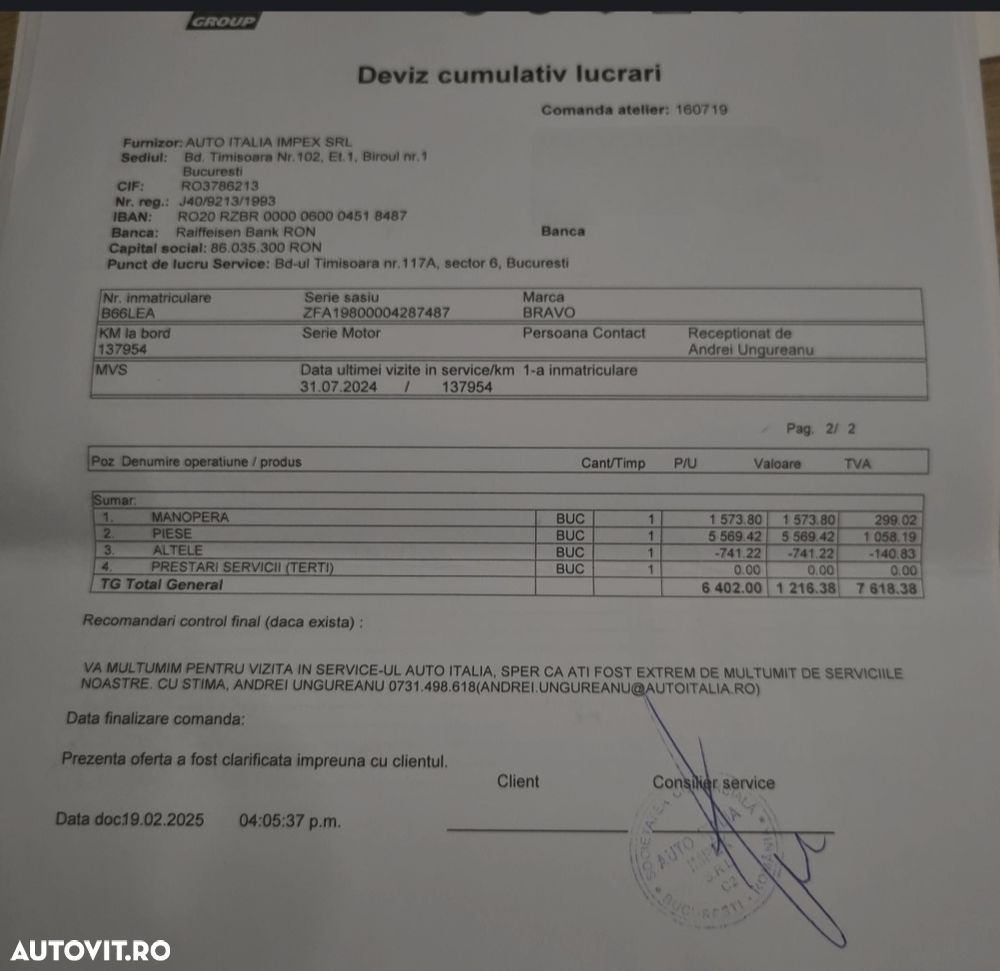 GROUP
Deviz cumulativ lucrari
Comanda atelier: 160719
Furnizor: AUTO ITALIA IMPEX SRL
Sediul: Bd. Timisoara Nr.102, Et.1, Biroul nr.1
Bucuresti
CIF: RO3786213
Nr. reg.: J40/9213/1993
IBAN: RO20 RZBR 0000 0600 0451 8487
Banca: Raiffeisen Bank RON Banca
Capital social: 86.035.300 RON
Punct de lucru Service: Bd-ul Timisoara nr.117A, sector 6, Bucuresti
Nr. inmatriculare Serie sasiu Marca
B66LEA ZFA19800004287487 BRAVO
KM la bord Serie Motor Persoana Contact Receptionat de
137954 Andrei Ungureanu
MVS Data ultimei vizite in service/km 1-a inmatriculare
31.07.2024 / 137954
Pag. 2/ 2
Poz Denumire operatiune / produs Cant/Timp P/U Valoare TVA
Sumar:
1. MANOPERA BUC 1 1 573.80 1 573.80 299.02
2. PIESE BUC 1 5 569.42 5 569.42 1 058.19
3. ALTELE BUC 1 -741.22 -741.22 -140.83
4. PRESTARI SERVICII (TERTI) BUC 1 0.00 0.00 0.00
TG Total General 6 402.00 1 216.38 7 618.38
Recomandari control final (daca exista) :
VA MULTUMIM PENTRU VIZITA IN SERVICE-UL AUTO ITALIA, SPER CA ATI FOST EXTREM DE MULTUMIT DE SERVICIILE
NOASTRE. CU STIMA, ANDREI UNGUREANU 0731.498.618(ANDREI.UNGUREANU@AUTOITALIA.RO)
Data finalizare comanda:
Prezenta oferta a fost clarificata impreuna cu clientul.
Client Consilier service
Data doc19.02.2025 04:05:37 p.m.
SOCIETATEA
AUTO
IMPEX
S.R.L
C2
BUCURESTI
AUTOVIT.RO